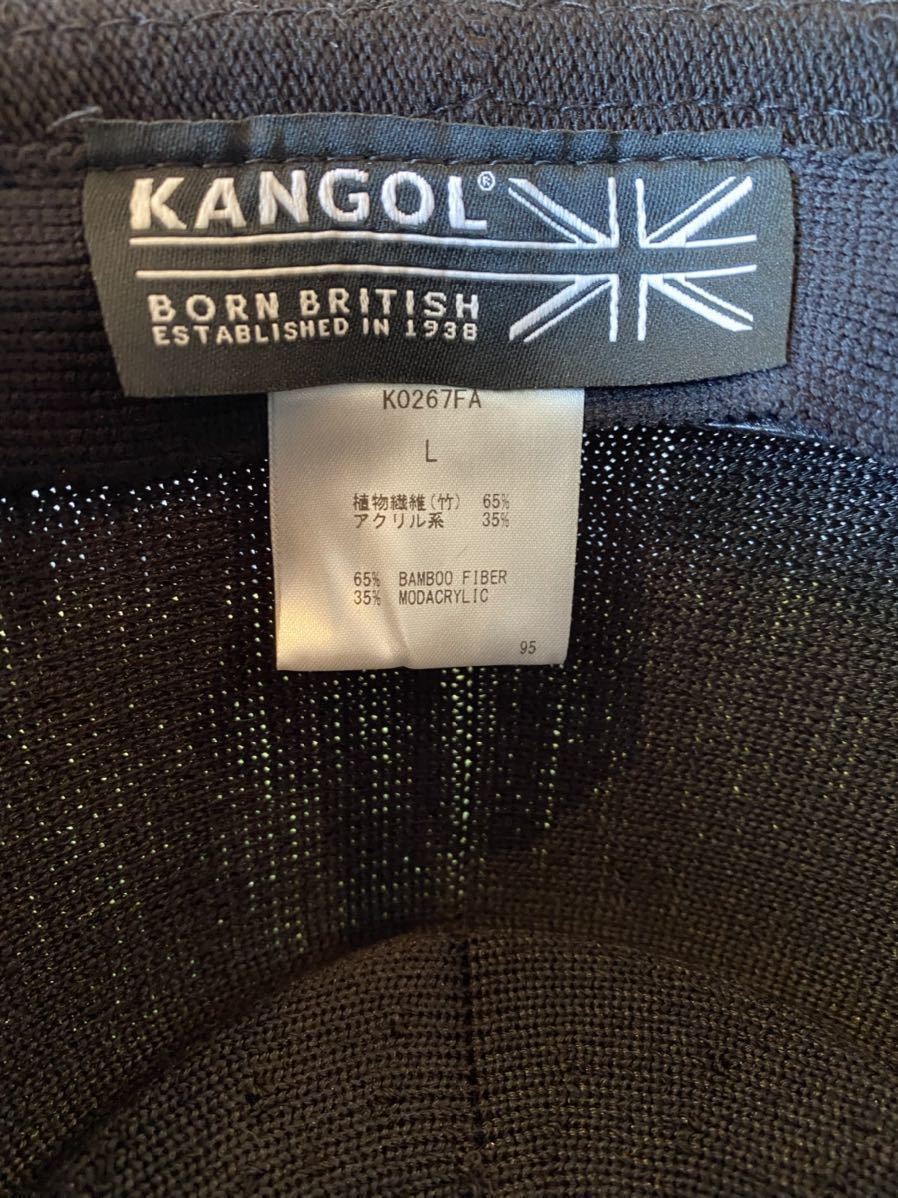 KANGOL®
BORN BRITISH
ESTABLISHED IN 1938
K0267FA
L
植物繊維(竹) 65%
アクリル系 35%
65% BAMBOO FIBER
35% MODACRYLIC
95